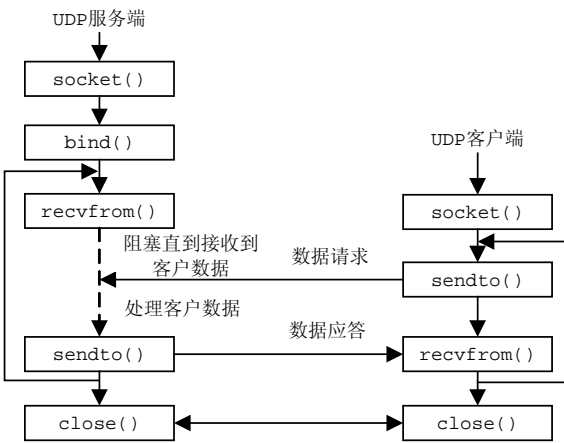 UDP服务端
socket()
bind()
UDP客户端
recvfrom()
socket()
阻塞直到接收到
客户数据
数据请求
sendto()
处理客户数据
数据应答
sendto()
recvfrom()
close()
close()